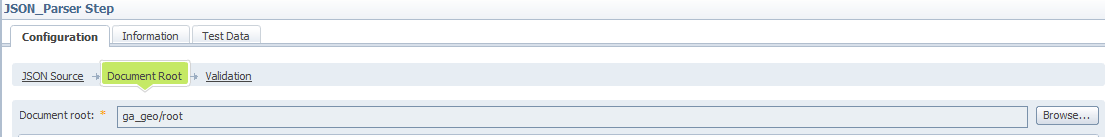 JSON_Parser Step
Configuration Information Test Data
JSON Source Document Root Validation
Document root: * ga_geo/root Browse...